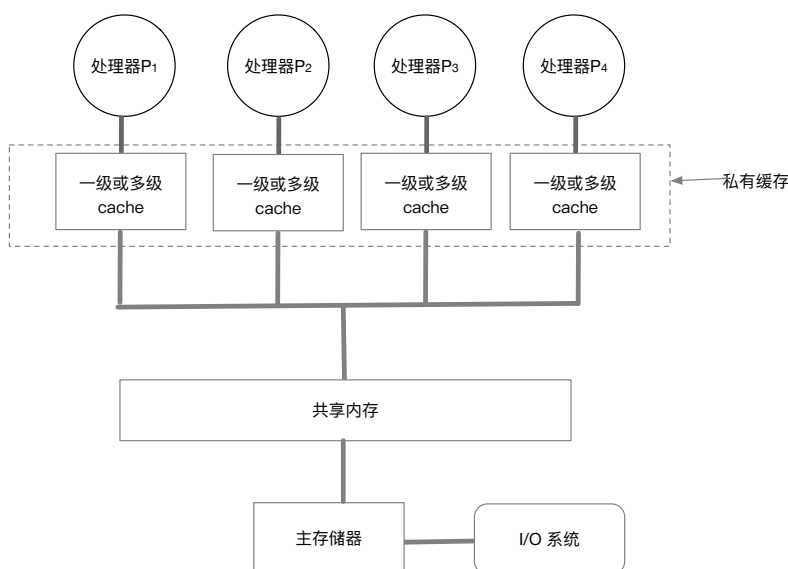 处理器P1
处理器P2
处理器P3
处理器P4
一级或多级
cache
一级或多级
cache
一级或多级
cache
一级或多级
cache
私有缓存
共享内存
主存储器
I/O 系统